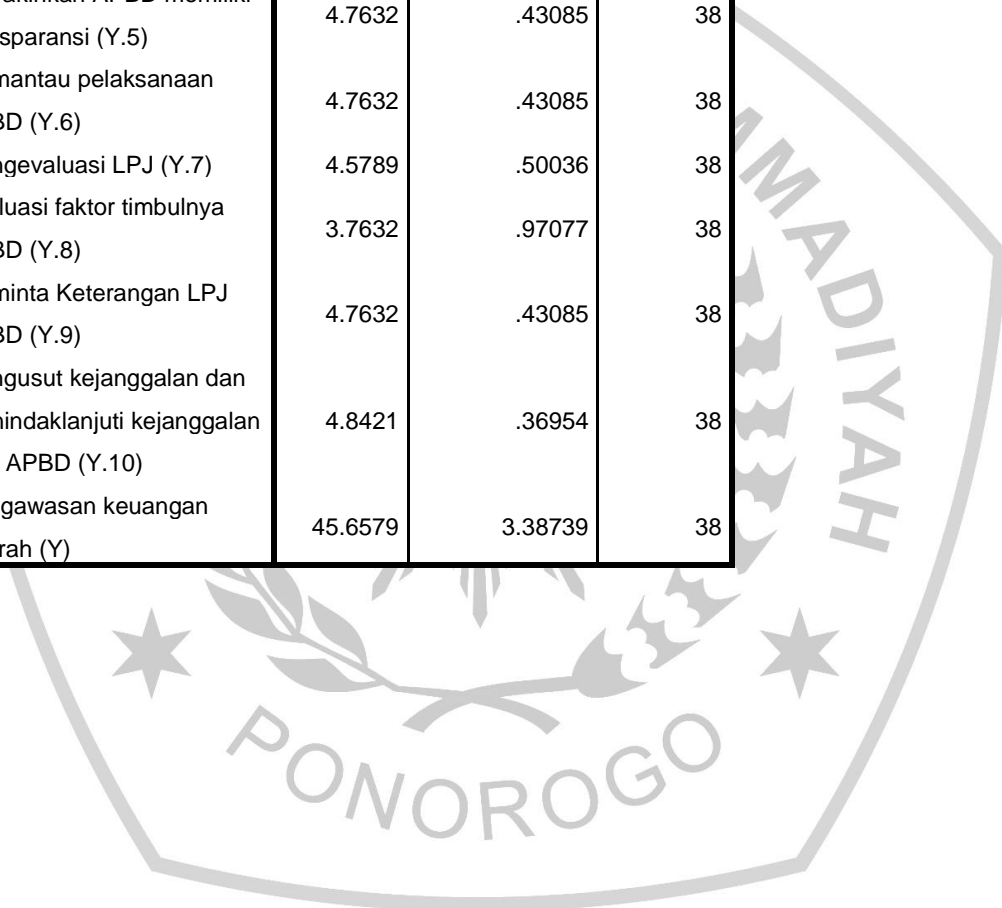 sparansi (Y.5) 4.7632 .43085 38
mantau pelaksanaan
BD (Y.6) 4.7632 .43085 38
ngevaluasi LPJ (Y.7) 4.5789 .50036 38
luasi faktor timbulnya
BD (Y.8) 3.7632 .97077 38
minta Keterangan LPJ
BD (Y.9) 4.7632 .43085 38
ngusut kejanggalan dan
nindaklanjuti kejanggalan
APBD (Y.10) 4.8421 .36954 38
gawasan keuangan
rah (Y) 45.6579 3.38739 38
MADIYAH
PONOROGO